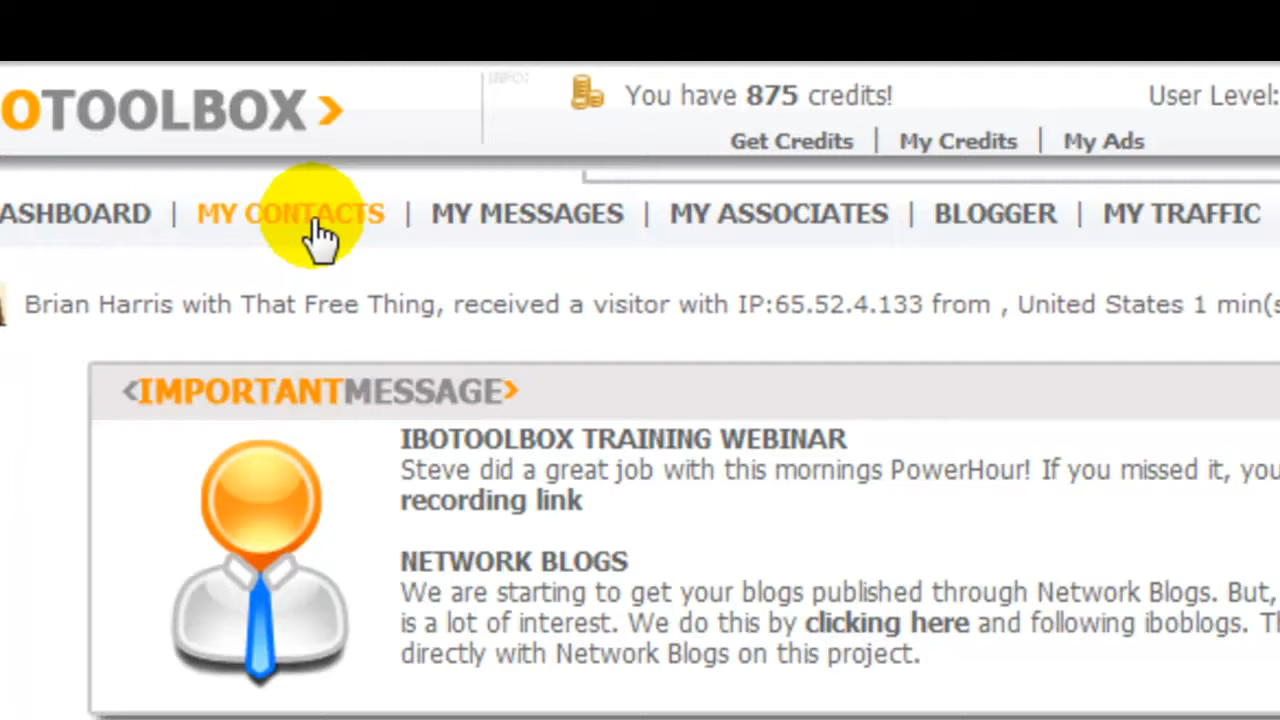 OTOOLBOX >
INFO:
You have 875 credits!
User Level:
Get Credits | My Credits | My Ads
ASHBOARD | MY CONTACTS | MY MESSAGES | MY ASSOCIATES | BLOGGER | MY TRAFFIC
Brian Harris with That Free Thing, received a visitor with IP:65.52.4.133 from , United States 1 min(s
<IMPORTANTMESSAGE>
IBOTOOLBOX TRAINING WEBINAR
Steve did a great job with this mornings PowerHour! If you missed it, you
recording link
NETWORK BLOGS
We are starting to get your blogs published through Network Blogs. But,
is a lot of interest. We do this by clicking here and following iboblogs. Th
directly with Network Blogs on this project.